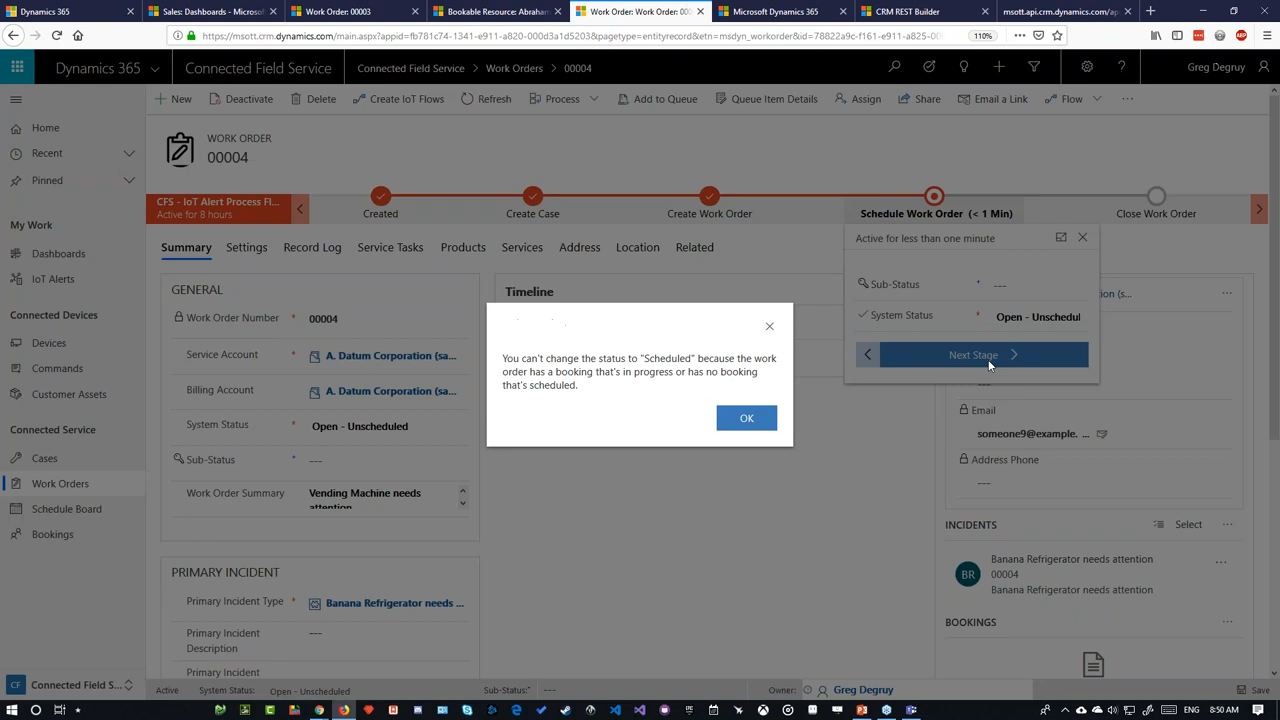 Dynamics 365
Sales: Dashboards - Microsof
Work Order: 00003
Bookable Resource: Abraham
Work Order: Work Order: 000
Microsoft Dynamics 365
CRM REST Builder
msott.api.crm.dynamics.com/ap
https://msott.crm.dynamics.com/main.aspx?appid=fb781c74-1341-e911-a820-000d3a1d5203&pagetype=entityrecord&etn=msdyn_workorder&id=78822a9c-f161-e911-a825-000
110%
Dynamics 365
Connected Field Service
Connected Field Service > Work Orders > 00004
Greg Degruy
New
Deactivate
Delete
Create IoT Flows
Refresh
Process
Add to Queue
Queue Item Details
Assign
Share
Email a Link
Flow
Home
Recent
Pinned
My Work
Dashboards
IoT Alerts
Connected Devices
Devices
Commands
Customer Assets
Connected Service
Cases
Work Orders
Schedule Board
Bookings
WORK ORDER
00004
CFS - IoT Alert Process Fl...
Active for 8 hours
Created
Create Case
Create Work Order
Schedule Work Order (< 1 Min)
Close Work Order
Summary
Settings
Record Log
Service Tasks
Products
Services
Address
Location
Related
Active for less than one minute
Sub-Status + ---
System Status * Open - Unschedul
Next Stage
GENERAL
Work Order Number * 00004
Service Account * A. Datum Corporation (sa...
Billing Account * A. Datum Corporation (sa...
System Status * Open - Unscheduled
Sub-Status + ---
Work Order Summary Vending Machine needs
attention
PRIMARY INCIDENT
Primary Incident Type * Banana Refrigerator needs ...
Primary Incident ---
Description
Primary Incident
Timeline
You can't change the status to "Scheduled" because the work
order has a booking that's in progress or has no booking
that's scheduled.
OK
ion (s...
---
Email
someone9@example. ...
Address Phone
---
INCIDENTS
Select
BR
Banana Refrigerator needs attention
00004
Banana Refrigerator needs attention
BOOKINGS
CF Connected Field S...
Active
System Status: Open - Unscheduled
Sub-Status:+ ---
Owner: Greg Degruy
Save
ENG
8:50 AM